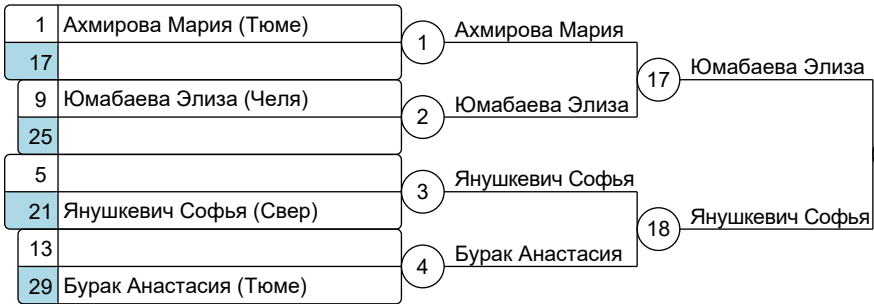 1 Ахмирова Мария (Тюме)
17
9 Юмабаева Элиза (Челя)
25
5
21 Янушкевич Софья (Свер)
13
29 Бурак Анастасия (Тюме)
1 Ахмирова Мария
2 Юмабаева Элиза
3 Янушкевич Софья
4 Бурак Анастасия
17 Юмабаева Элиза
18 Янушкевич Софья